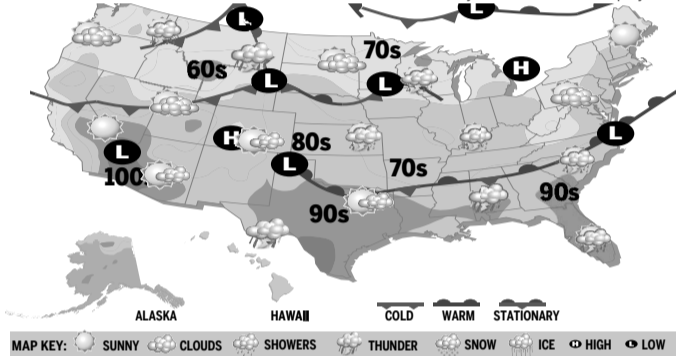 L
L
70s
60s
H
L
L
H
80s
L
L
100s
L
70s
90s
90s
ALASKA
HAWAII
COLD
WARM
STATIONARY
MAP KEY: SUNNY CLOUDS SHOWERS THUNDER SNOW ICE H HIGH L LOW